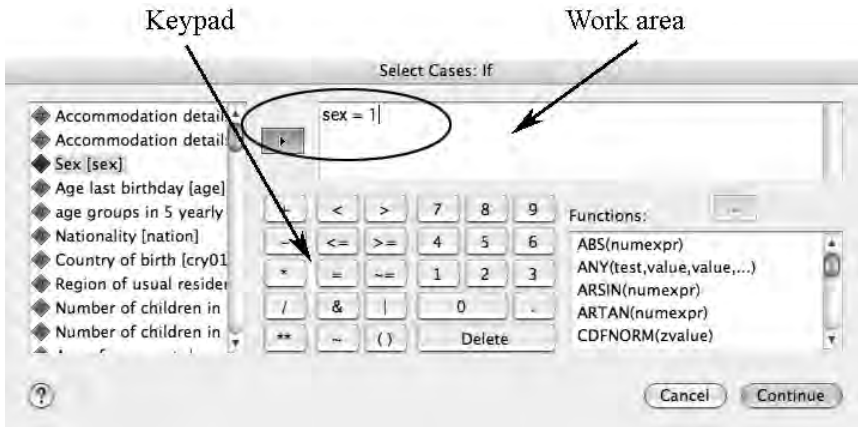 Keypad
Work area
Select Cases: If
Accommodation detail
Accommodation detail
Sex [sex]
Age last birthday [age]
age groups in 5 yearly
Nationality [nation]
Country of birth [cry01
Region of usual resider
Number of children in
Number of children in
sex = 1
+ < > 7 8 9
- <= >= 4 5 6
* = ~= 1 2 3
/ & | 0 .
** ~ () Delete
Functions:
ABS(numexpr)
ANY(test,value,value,...)
ARSIN(numexpr)
ARTAN(numexpr)
CDFNORM(zvalue)
?
Cancel Continue